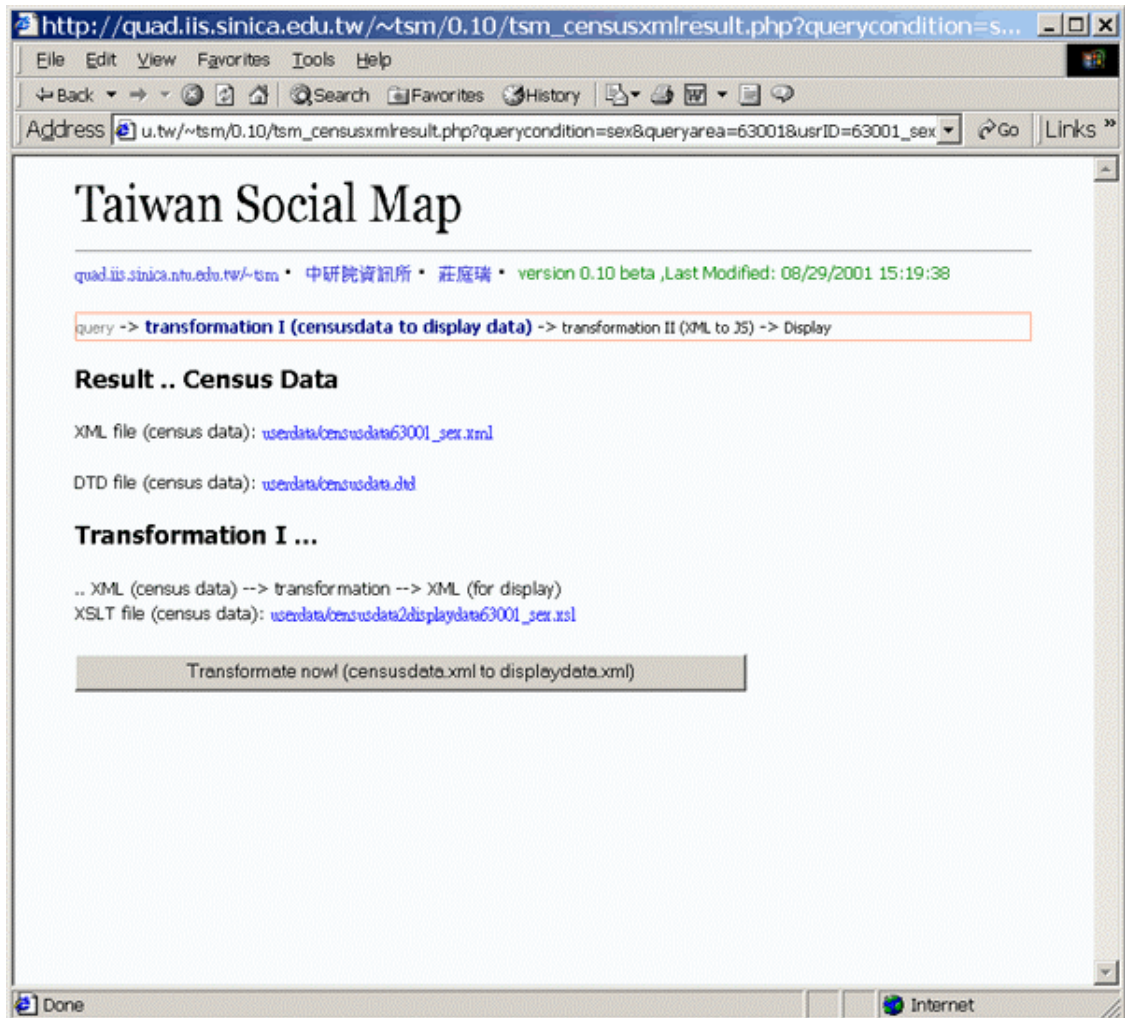 http://quad.iis.sinica.edu.tw/~tsm/0.10/tsm_censusxmlresult.php?querycondition=s...
File Edit View Favorites Tools Help
Back Search Favorites History
Address u.tw/~tsm/0.10/tsm_censusxmlresult.php?querycondition=sex&queryarea=63001&usrID=63001_sex Go Links »
Taiwan Social Map
quad.iis.sinica.ntu.edu.tw/~tsm • 中研院資訊所 • 莊庭瑞 • version 0.10 beta ,Last Modified: 08/29/2001 15:19:38
query -> transformation I (censusdata to display data) -> transformation II (XML to JS) -> Display
Result .. Census Data
XML file (census data): userdata/censusdata63001_sex.xml
DTD file (census data): userdata/censusdata.dtd
Transformation I ...
.. XML (census data) --> transformation --> XML (for display)
XSLT file (census data): userdata/censusdata2displaydata63001_sex.xsl
Transformate now! (censusdata.xml to displaydata.xml)
Done Internet